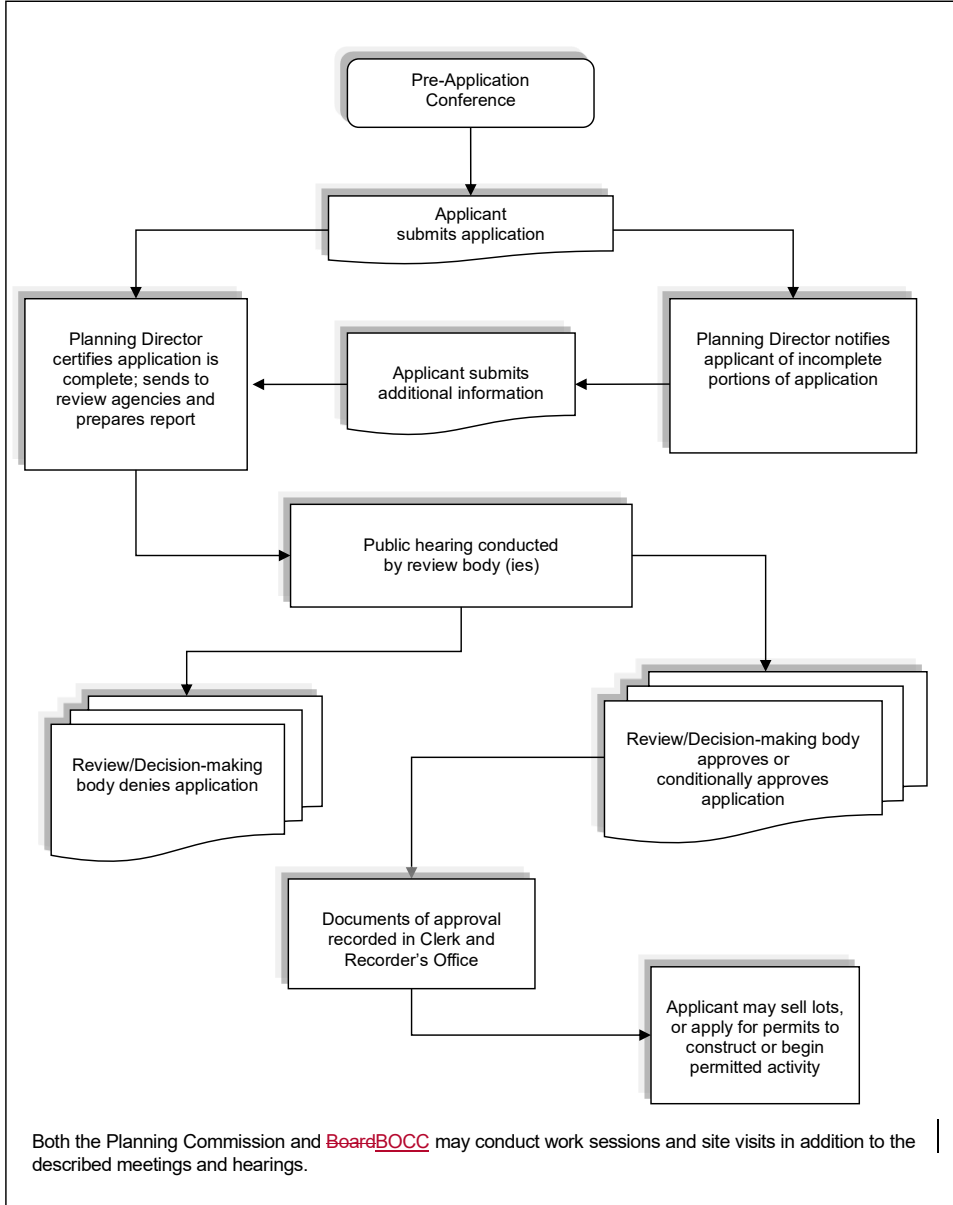 Pre-Application
Conference
Applicant
submits application
Planning Director
certifies application is
complete; sends to
review agencies and
prepares report
Applicant submits
additional information
Planning Director notifies
applicant of incomplete
portions of application
Public hearing conducted
by review body (ies)
Review/Decision-making
body denies application
Review/Decision-making body
approves or
conditionally approves
application
Documents of approval
recorded in Clerk and
Recorder’s Office
Applicant may sell lots,
or apply for permits to
construct or begin
permitted activity
Both the Planning Commission and BoardBOCC may conduct work sessions and site visits in addition to the
described meetings and hearings.